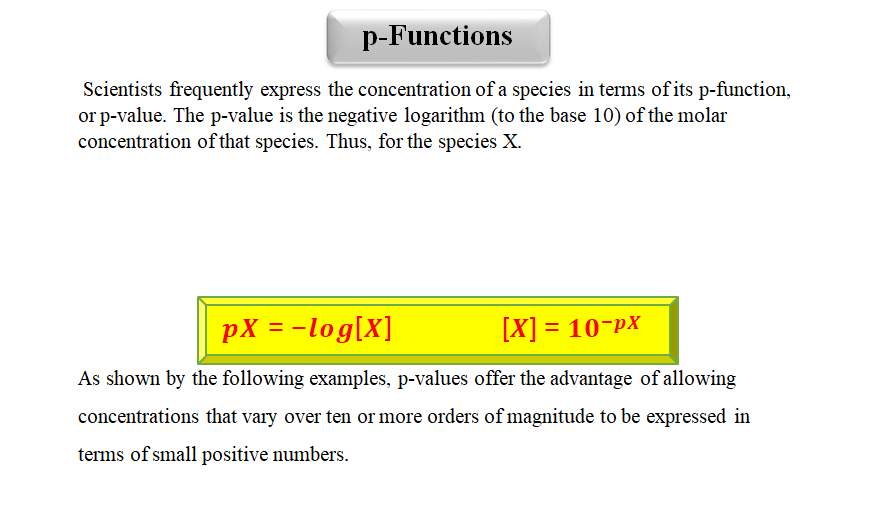 p-Functions
Scientists frequently express the concentration of a species in terms of its p-function,
or p-value. The p-value is the negative logarithm (to the base 10) of the molar
concentration of that species. Thus, for the species X.
pX = −log[X] [X] = 10⁻ᵖˣ
As shown by the following examples, p-values offer the advantage of allowing
concentrations that vary over ten or more orders of magnitude to be expressed in
terms of small positive numbers.